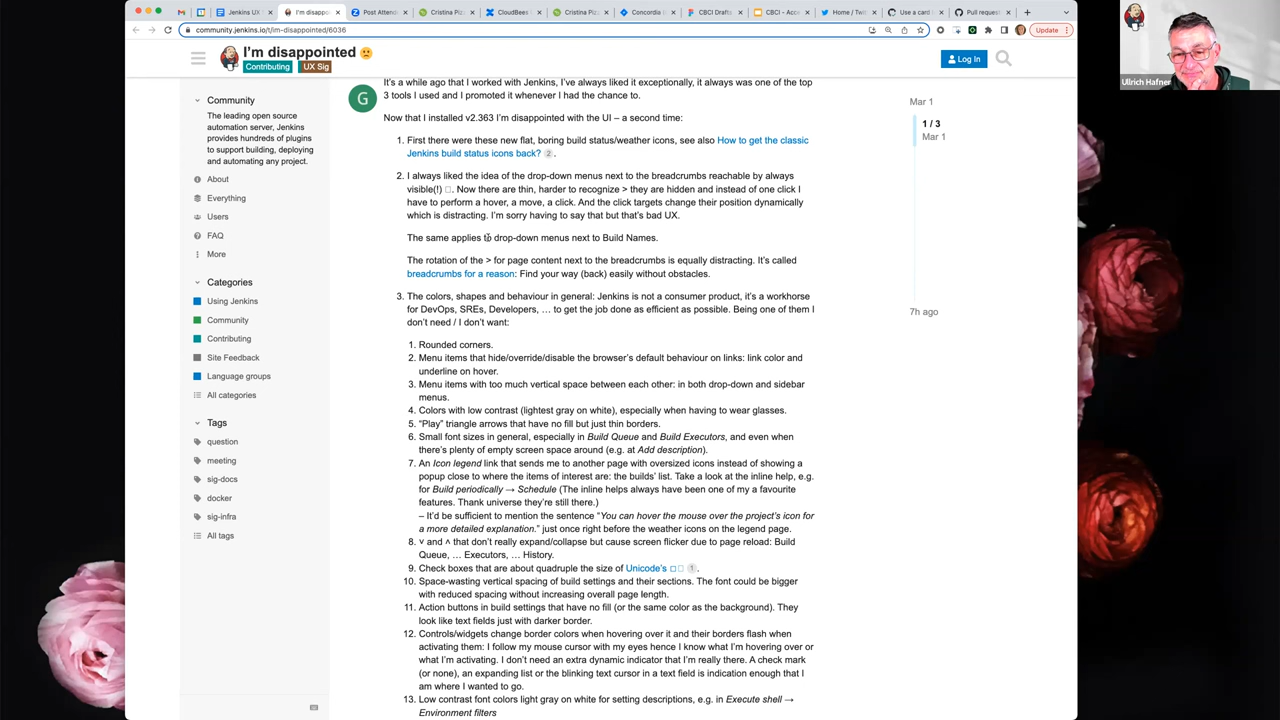 Jenkins UX
I'm disappo
Post Attend
Cristina Piz
CloudBees
Cristina Piz
Concordia U
CBCI Drafts
CBCI - Acce
Home / Twit
Use a card
Pull reques
community.jenkins.io/t/im-disappointed/6036
Update
I'm disappointed 🙁
Contributing
UX Sig
Log In
Ullrich Hafner
Community
The leading open source
automation server, Jenkins
provides hundreds of plugins
to support building, deploying
and automating any project.
About
Everything
Users
FAQ
More
Categories
Using Jenkins
Community
Contributing
Site Feedback
Language groups
All categories
Tags
question
meeting
sig-docs
docker
sig-infra
All tags
G
It's a while ago that I worked with Jenkins, I've always liked it exceptionally, it always was one of the top
3 tools I used and I promoted it whenever I had the chance to.
Now that I installed v2.363 I'm disappointed with the UI – a second time:
1. First there were these new flat, boring build status/weather icons, see also How to get the classic
Jenkins build status icons back? 2 .
2. I always liked the idea of the drop-down menus next to the breadcrumbs reachable by always
visible(!) □. Now there are thin, harder to recognize > they are hidden and instead of one click I
have to perform a hover, a move, a click. And the click targets change their position dynamically
which is distracting. I'm sorry having to say that but that's bad UX.
The same applies to drop-down menus next to Build Names.
The rotation of the > for page content next to the breadcrumbs is equally distracting. It's called
breadcrumbs for a reason: Find your way (back) easily without obstacles.
3. The colors, shapes and behaviour in general: Jenkins is not a consumer product, it's a workhorse
for DevOps, SREs, Developers, … to get the job done as efficient as possible. Being one of them I
don't need / I don't want:
1. Rounded corners.
2. Menu items that hide/override/disable the browser's default behaviour on links: link color and
underline on hover.
3. Menu items with too much vertical space between each other: in both drop-down and sidebar
menus.
4. Colors with low contrast (lightest gray on white), especially when having to wear glasses.
5. "Play" triangle arrows that have no fill but just thin borders.
6. Small font sizes in general, especially in Build Queue and Build Executors, and even when
there's plenty of empty screen space around (e.g. at Add description).
7. An Icon legend link that sends me to another page with oversized icons instead of showing a
popup close to where the items of interest are: the builds' list. Take a look at the inline help, e.g.
for Build periodically → Schedule (The inline helps always have been one of my a favourite
features. Thank universe they're still there.)
– It'd be sufficient to mention the sentence "You can hover the mouse over the project's icon for
a more detailed explanation." just once right before the weather icons on the legend page.
8. ˅ and ˄ that don't really expand/collapse but cause screen flicker due to page reload: Build
Queue, … Executors, … History.
9. Check boxes that are about quadruple the size of Unicode's □□ 1 .
10. Space-wasting vertical spacing of build settings and their sections. The font could be bigger
with reduced spacing without increasing overall page length.
11. Action buttons in build settings that have no fill (or the same color as the background). They
look like text fields just with darker border.
12. Controls/widgets change border colors when hovering over it and their borders flash when
activating them: I follow my mouse cursor with my eyes hence I know what I'm hovering over or
what I'm activating. I don't need an extra dynamic indicator that I'm really there. A check mark
(or none), an expanding list or the blinking text cursor in a text field is indication enough that I
am where I wanted to go.
13. Low contrast font colors light gray on white for setting descriptions, e.g. in Execute shell →
Environment filters
Mar 1
1 / 3
Mar 1
7h ago